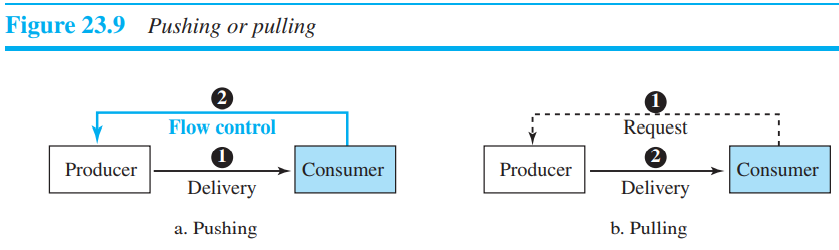 Figure 23.9 Pushing or pulling
2
Flow control
1
Producer
Consumer
Delivery
a. Pushing
1
Request
2
Producer
Consumer
Delivery
b. Pulling